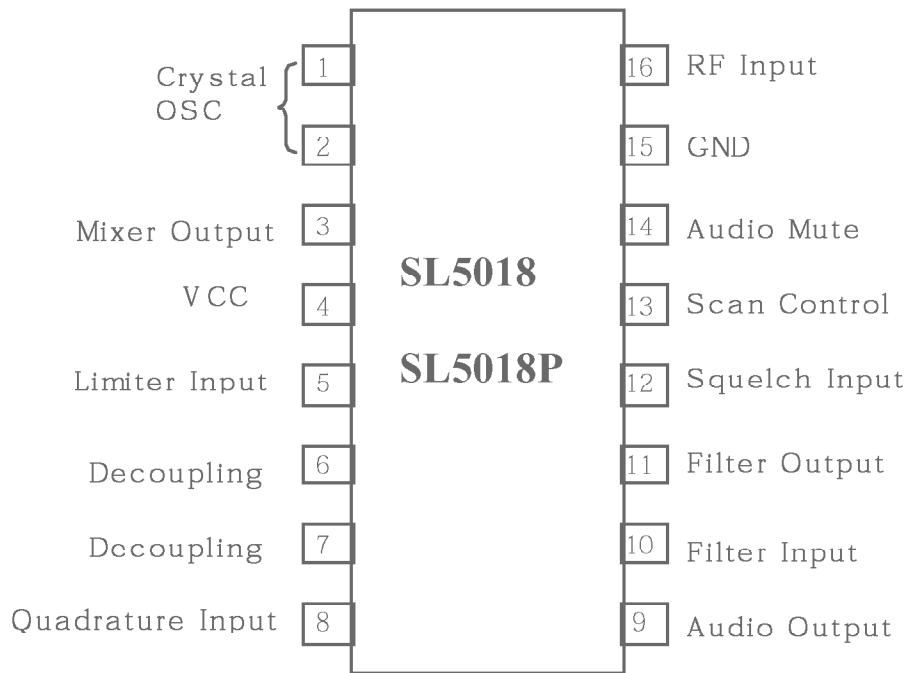 Crystal
OSC
1
2
Mixer Output 3
VCC 4
Limiter Input 5
Decoupling 6
Dccoupling 7
Quadrature Input 8
SL5018
SL5018P
16 RF Input
15 GND
14 Audio Mute
13 Scan Control
12 Squelch Input
11 Filter Output
10 Filter Input
9 Audio Output